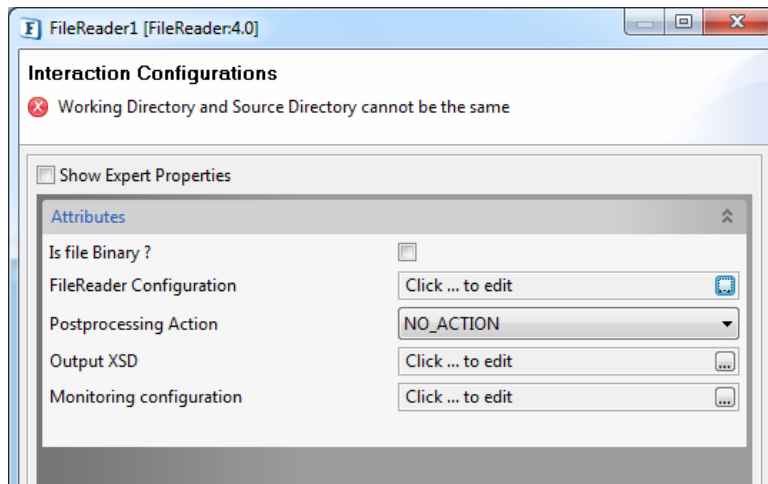 FileReader1 [FileReader:4.0]
Interaction Configurations
Working Directory and Source Directory cannot be the same
Show Expert Properties
Attributes
Is file Binary ?
FileReader Configuration Click ... to edit ...
Postprocessing Action NO_ACTION
Output XSD Click ... to edit ...
Monitoring configuration Click ... to edit ...